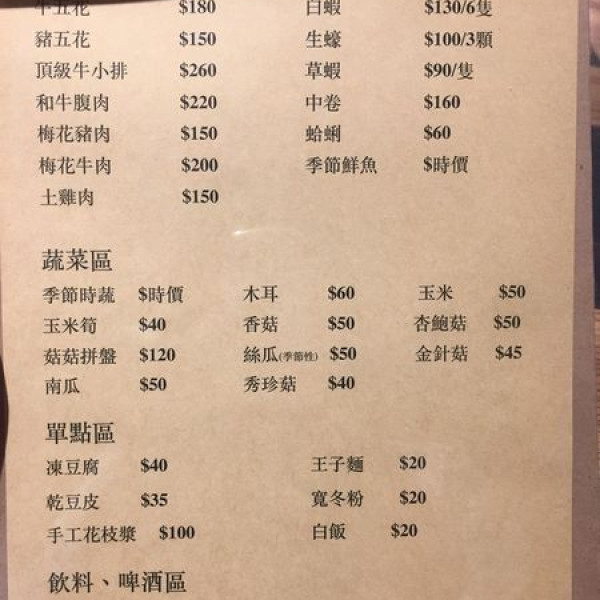 牛五花 $180 白蝦 $130/6隻
豬五花 $150 生蠔 $100/3顆
頂級牛小排 $260 草蝦 $90/隻
和牛腹肉 $220 中卷 $160
梅花豬肉 $150 蛤蜊 $60
梅花牛肉 $200 季節鮮魚 $時價
土雞肉 $150
蔬菜區
季節時蔬 $時價 木耳 $60 玉米 $50
玉米筍 $40 香菇 $50 杏鮑菇 $50
菇菇拼盤 $120 絲瓜(季節性) $50 金針菇 $45
南瓜 $50 秀珍菇 $40
單點區
凍豆腐 $40 王子麵 $20
乾豆皮 $35 寬冬粉 $20
手工花枝漿 $100 白飯 $20
飲料、啤酒區